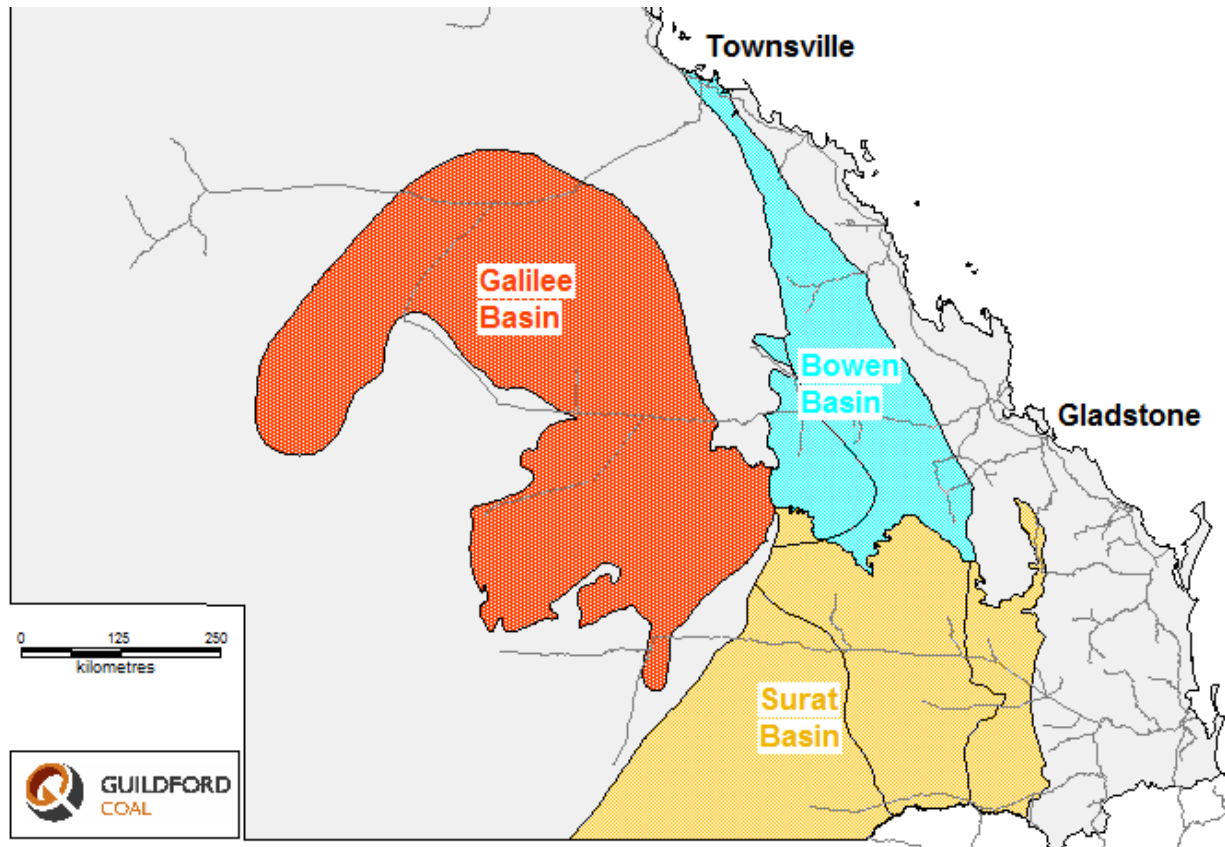 Townsville
Galilee
Basin
Bowen
Basin
Gladstone
0 125 250
kilometres
Surat
Basin
GUILDFORD
COAL